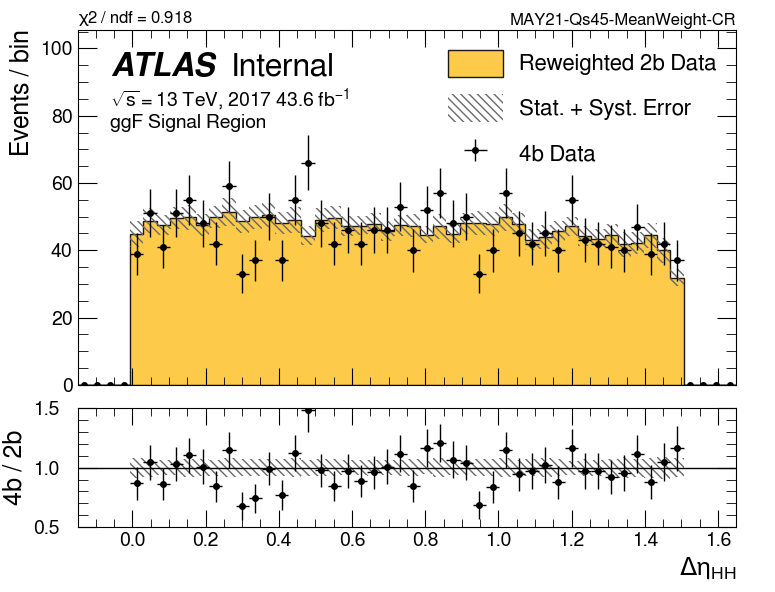 χ2 / ndf = 0.918
MAY21-Qs45-MeanWeight-CR
ATLAS Internal
√s = 13 TeV, 2017 43.6 fb−1
ggF Signal Region
Reweighted 2b Data
Stat. + Syst. Error
4b Data
Events / bin
100
80
60
40
20
0
4b / 2b
1.5
1.0
0.5
0.0 0.2 0.4 0.6 0.8 1.0 1.2 1.4 1.6
ΔηHH